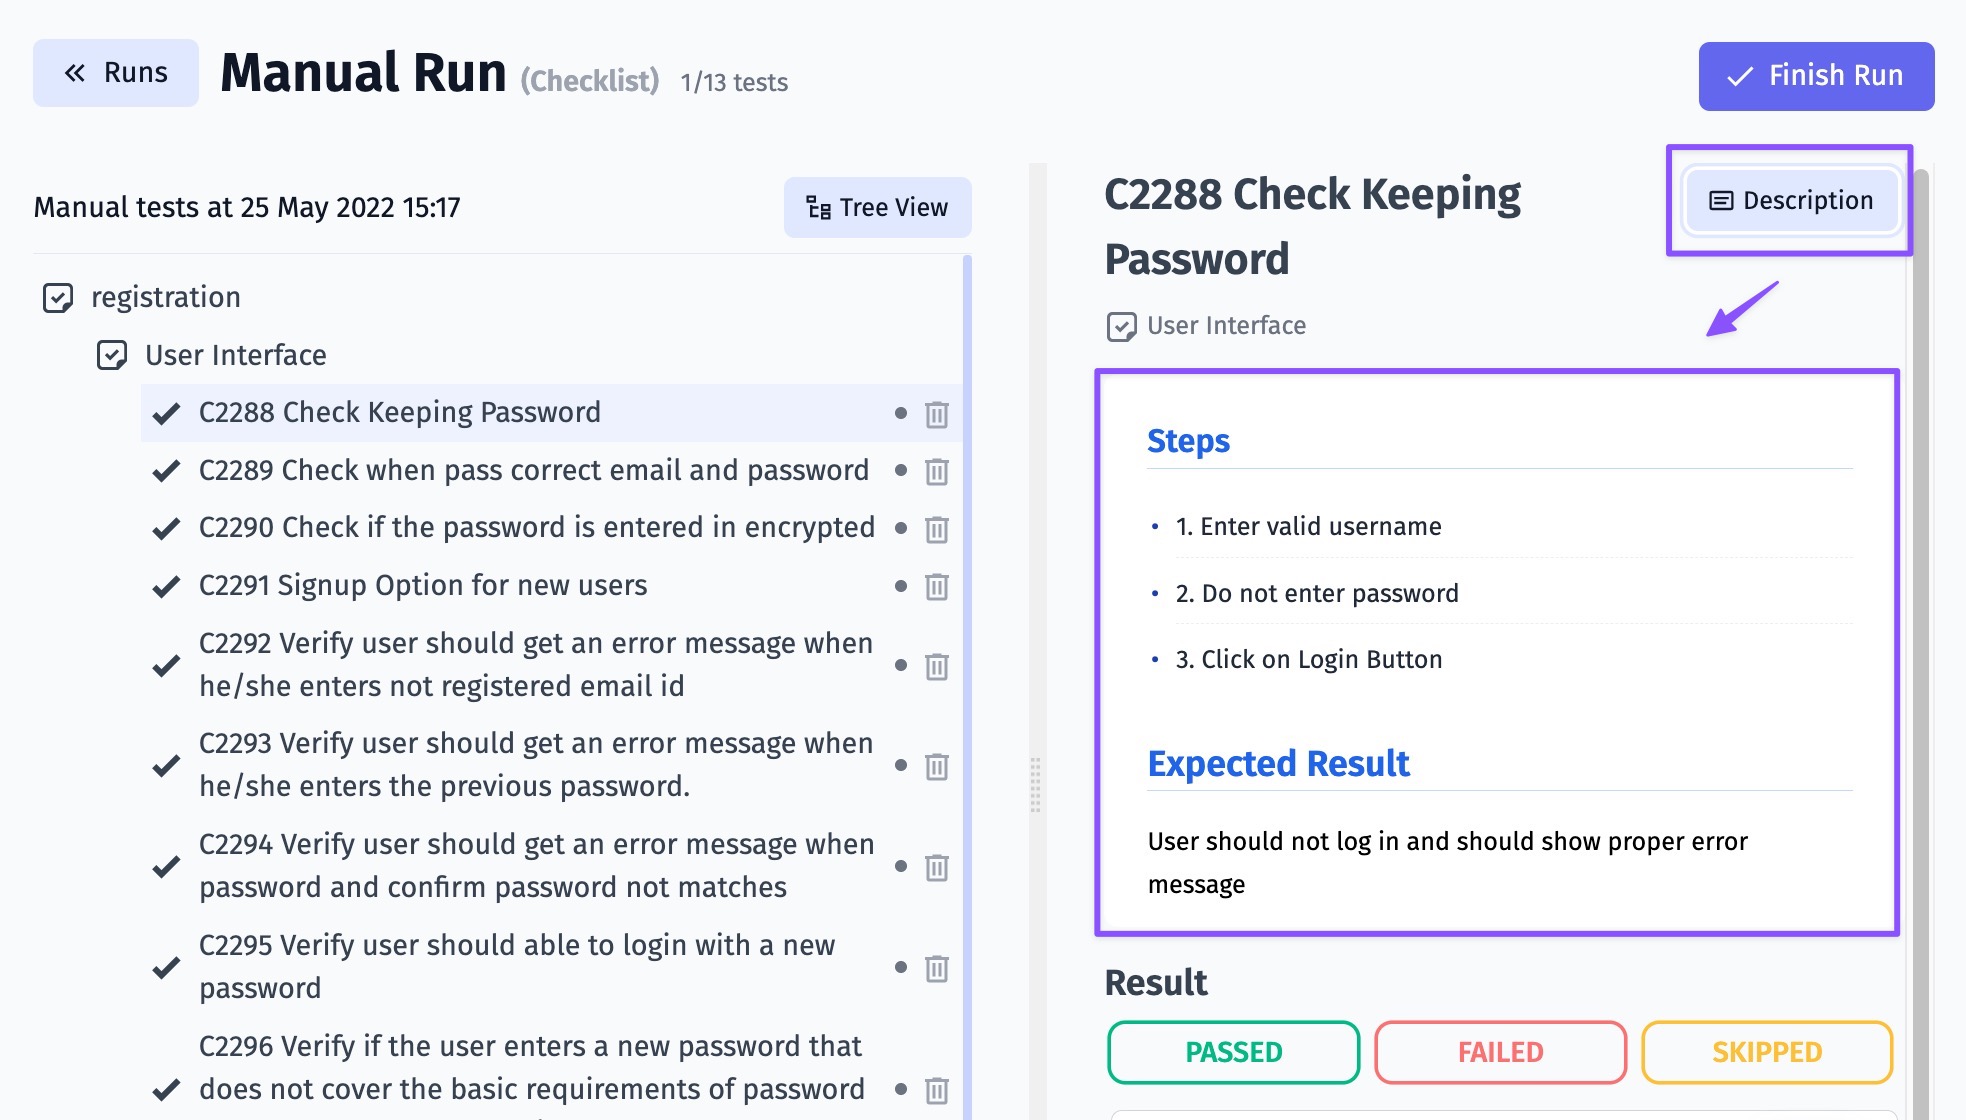 Runs
Manual Run (Checklist) 1/13 tests
Finish Run
Manual tests at 25 May 2022 15:17
Tree View
registration
User Interface
C2288 Check Keeping Password
C2289 Check when pass correct email and password
C2290 Check if the password is entered in encrypted
C2291 Signup Option for new users
C2292 Verify user should get an error message when
he/she enters not registered email id
C2293 Verify user should get an error message when
he/she enters the previous password.
C2294 Verify user should get an error message when
password and confirm password not matches
C2295 Verify user should able to login with a new
password
C2296 Verify if the user enters a new password that
does not cover the basic requirements of password
C2288 Check Keeping
Password
Description
User Interface
Steps
• 1. Enter valid username
• 2. Do not enter password
• 3. Click on Login Button
Expected Result
User should not log in and should show proper error
message
Result
PASSED
FAILED
SKIPPED